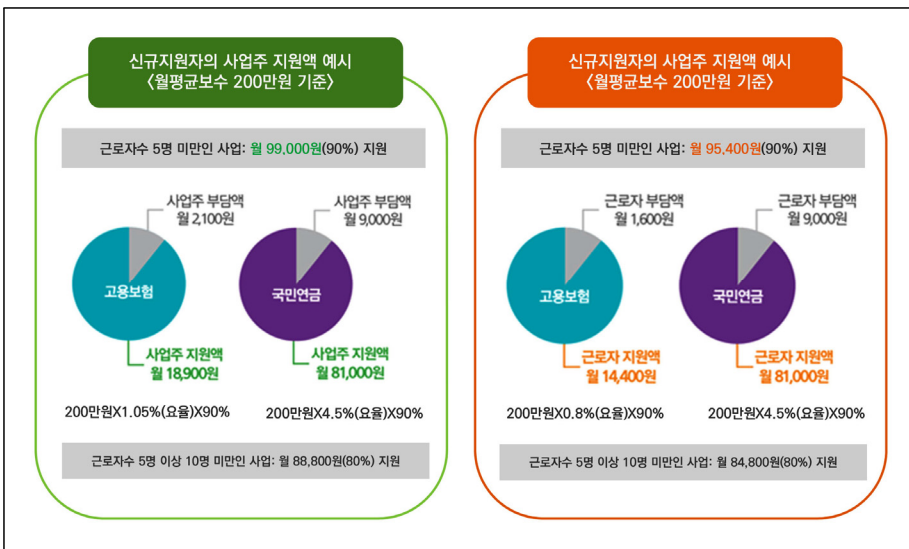 신규지원자의 사업주 지원액 예시
〈월평균보수 200만원 기준〉
근로자수 5명 미만인 사업: 월 99,000원(90%) 지원
사업주 부담액
월 2,100원
사업주 부담액
월 9,000원
고용보험
국민연금
사업주 지원액
월 18,900원
사업주 지원액
월 81,000원
200만원X1.05%(요율)X90%
200만원X4.5%(요율)X90%
근로자수 5명 이상 10명 미만인 사업: 월 88,800원(80%) 지원
신규지원자의 사업주 지원액 예시
〈월평균보수 200만원 기준〉
근로자수 5명 미만인 사업: 월 95,400원(90%) 지원
근로자 부담액
월 1,600원
근로자 부담액
월 9,000원
고용보험
국민연금
근로자 지원액
월 14,400원
근로자 지원액
월 81,000원
200만원X0.8%(요율)X90%
200만원X4.5%(요율)X90%
근로자수 5명 이상 10명 미만인 사업: 월 84,800원(80%) 지원